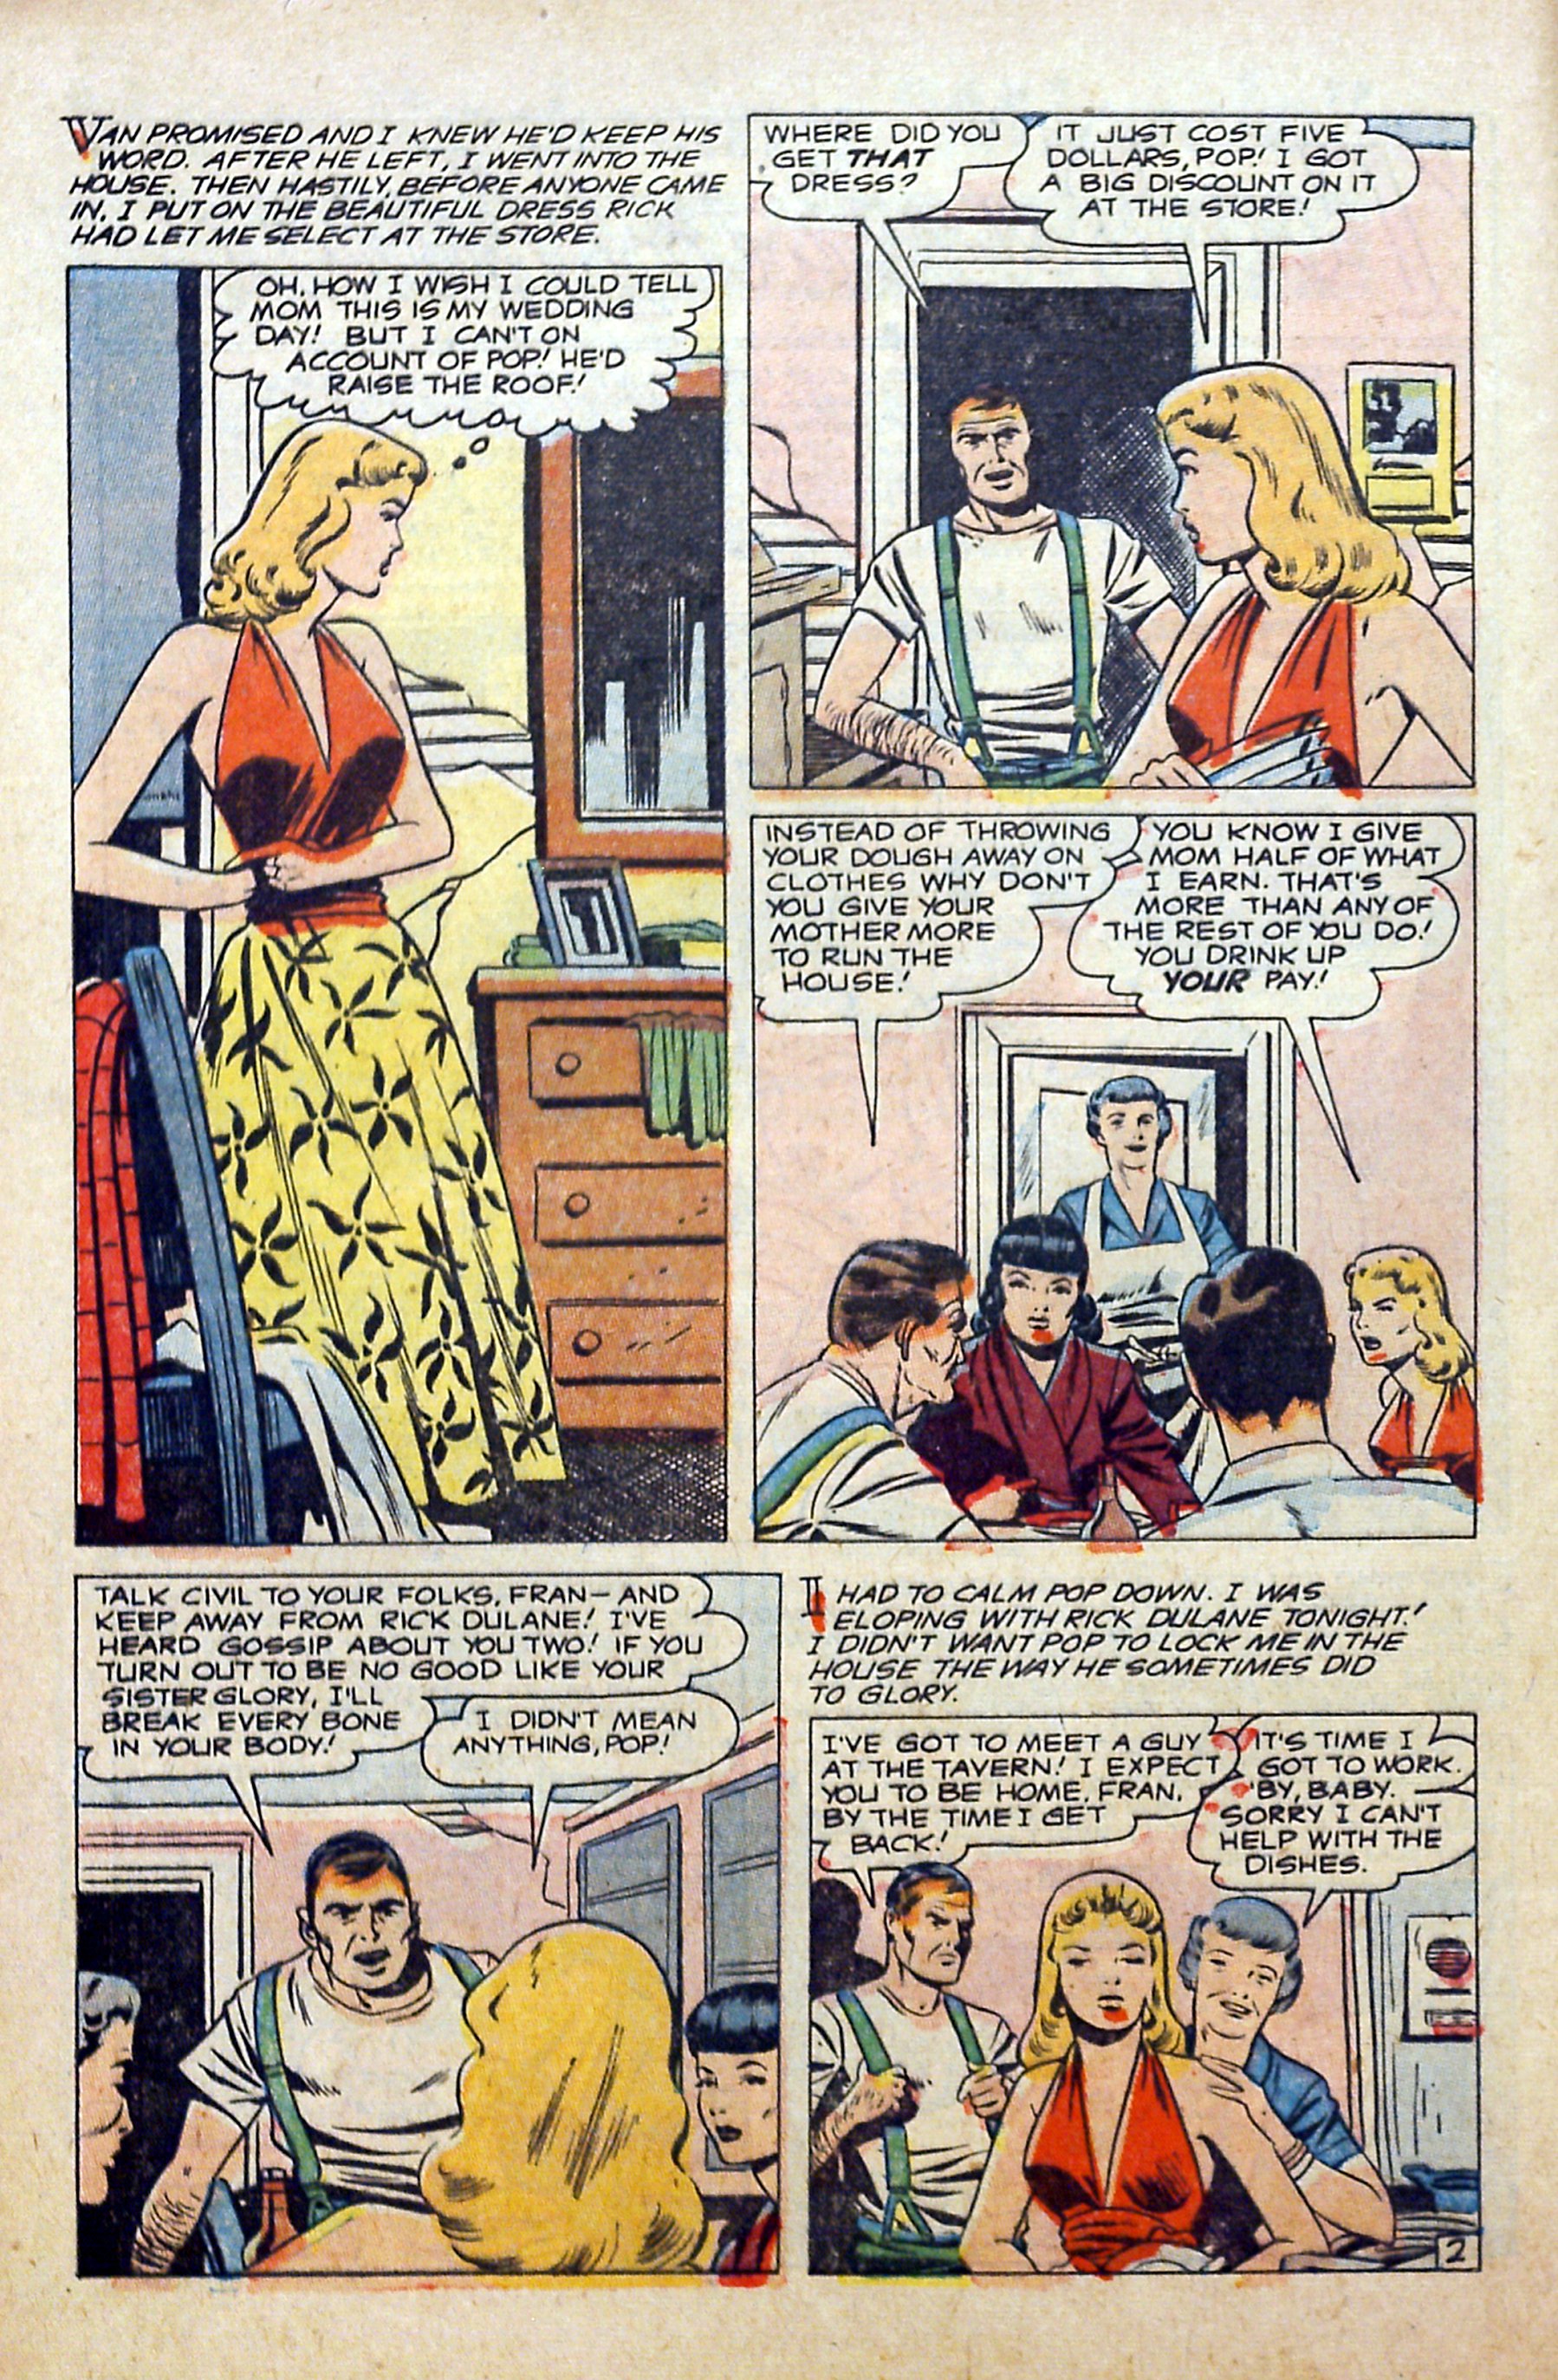 VAN PROMISED AND I KNEW HE'D KEEP HIS
WORD. AFTER HE LEFT, I WENT INTO THE
HOUSE. THEN HASTILY, BEFORE ANYONE CAME
IN, I PUT ON THE BEAUTIFUL DRESS RICK
HAD LET ME SELECT AT THE STORE.
OH, HOW I WISH I COULD TELL
MOM THIS IS MY WEDDING
DAY! BUT I CAN'T ON
ACCOUNT OF POP! HE'D
RAISE THE ROOF!
WHERE DID YOU
GET THAT
DRESS?
IT JUST COST FIVE
DOLLARS, POP! I GOT
A BIG DISCOUNT ON IT
AT THE STORE!
INSTEAD OF THROWING
YOUR DOUGH AWAY ON
CLOTHES WHY DON'T
YOU GIVE YOUR
MOTHER MORE
TO RUN THE
HOUSE!
YOU KNOW I GIVE
MOM HALF OF WHAT
I EARN. THAT'S
MORE THAN ANY OF
THE REST OF YOU DO!
YOU DRINK UP
YOUR PAY!
TALK CIVIL TO YOUR FOLKS, FRAN—AND
KEEP AWAY FROM RICK DULANE! I'VE
HEARD GOSSIP ABOUT YOU TWO! IF YOU
TURN OUT TO BE NO GOOD LIKE YOUR
SISTER GLORY, I'LL
BREAK EVERY BONE
IN YOUR BODY!
I DIDN'T MEAN
ANYTHING, POP!
I HAD TO CALM POP DOWN. I WAS
ELOPING WITH RICK DULANE TONIGHT!
I DIDN'T WANT POP TO LOCK ME IN THE
HOUSE THE WAY HE SOMETIMES DID
TO GLORY.
I'VE GOT TO MEET A GUY
AT THE TAVERN! I EXPECT
YOU TO BE HOME, FRAN,
BY THE TIME I GET
BACK!
IT'S TIME I
GOT TO WORK.
'BY, BABY.
SORRY I CAN'T
HELP WITH THE
DISHES.
2